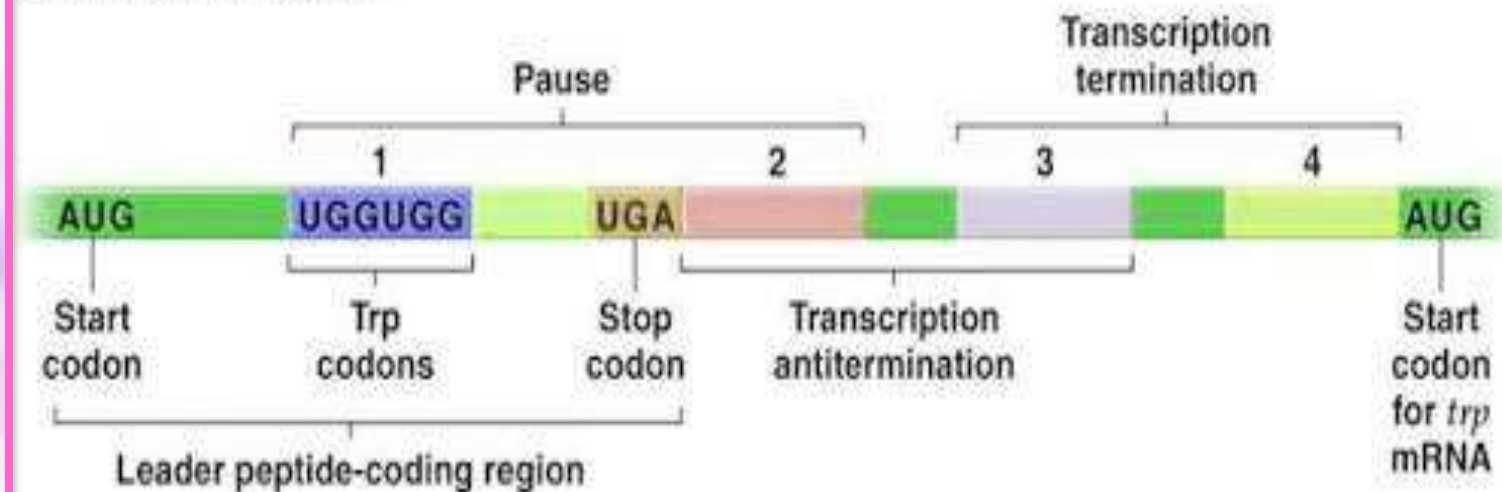 Transcription
termination
Pause
1
2
3
4
AUG
UGGUGG
UGA
AUG
Start
codon
Trp
codons
Stop
codon
Transcription
antitermination
Start
codon
for trp
mRNA
Leader peptide-coding region